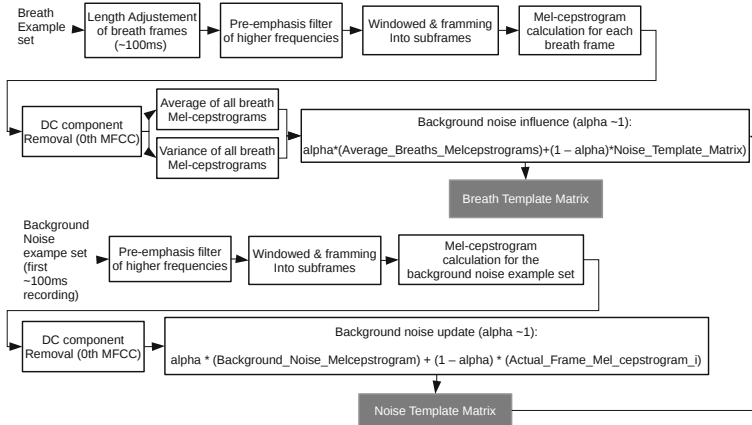 Breath
Example
set
Length Adjustement
of breath frames
(~100ms)
Pre-emphasis filter
of higher frequencies
Windowed & framming
Into subframes
Mel-cepstrogram
calculation for each
breath frame
DC component
Removal (0th MFCC)
Average of all breath
Mel-cepstrograms
Variance of all breath
Mel-cepstrograms
Background noise influence (alpha ~1):
alpha*(Average_Breaths_Melcepstrograms)+(1 – alpha)*Noise_Template_Matrix)
Breath Template Matrix
Background
Noise
exampe set
(first
~100ms
recording)
Pre-emphasis filter
of higher frequencies
Windowed & framming
Into subframes
Mel-cepstrogram
calculation for the
background noise example set
DC component
Removal (0th MFCC)
Background noise update (alpha ~1):
alpha * (Background_Noise_Melcepstrogram) + (1 – alpha) * (Actual_Frame_Mel_cepstrogram_i)
Noise Template Matrix